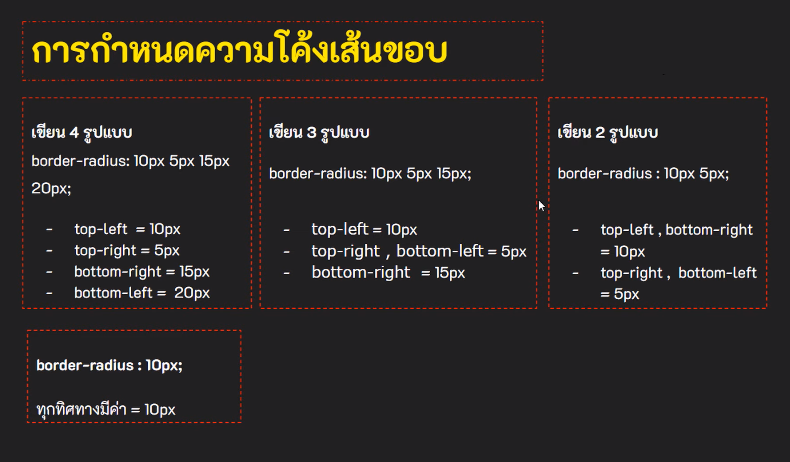 การกำหนดความโค้งเส้นขอบ
เขียน 4 รูปแบบ
border-radius: 10px 5px 15px
20px;
- top-left = 10px
- top-right = 5px
- bottom-right = 15px
- bottom-left = 20px
เขียน 3 รูปแบบ
border-radius: 10px 5px 15px;
- top-left = 10px
- top-right , bottom-left = 5px
- bottom-right = 15px
เขียน 2 รูปแบบ
border-radius : 10px 5px;
- top-left , bottom-right
= 10px
- top-right , bottom-left
= 5px
border-radius : 10px;
ทุกทิศทางมีค่า = 10px